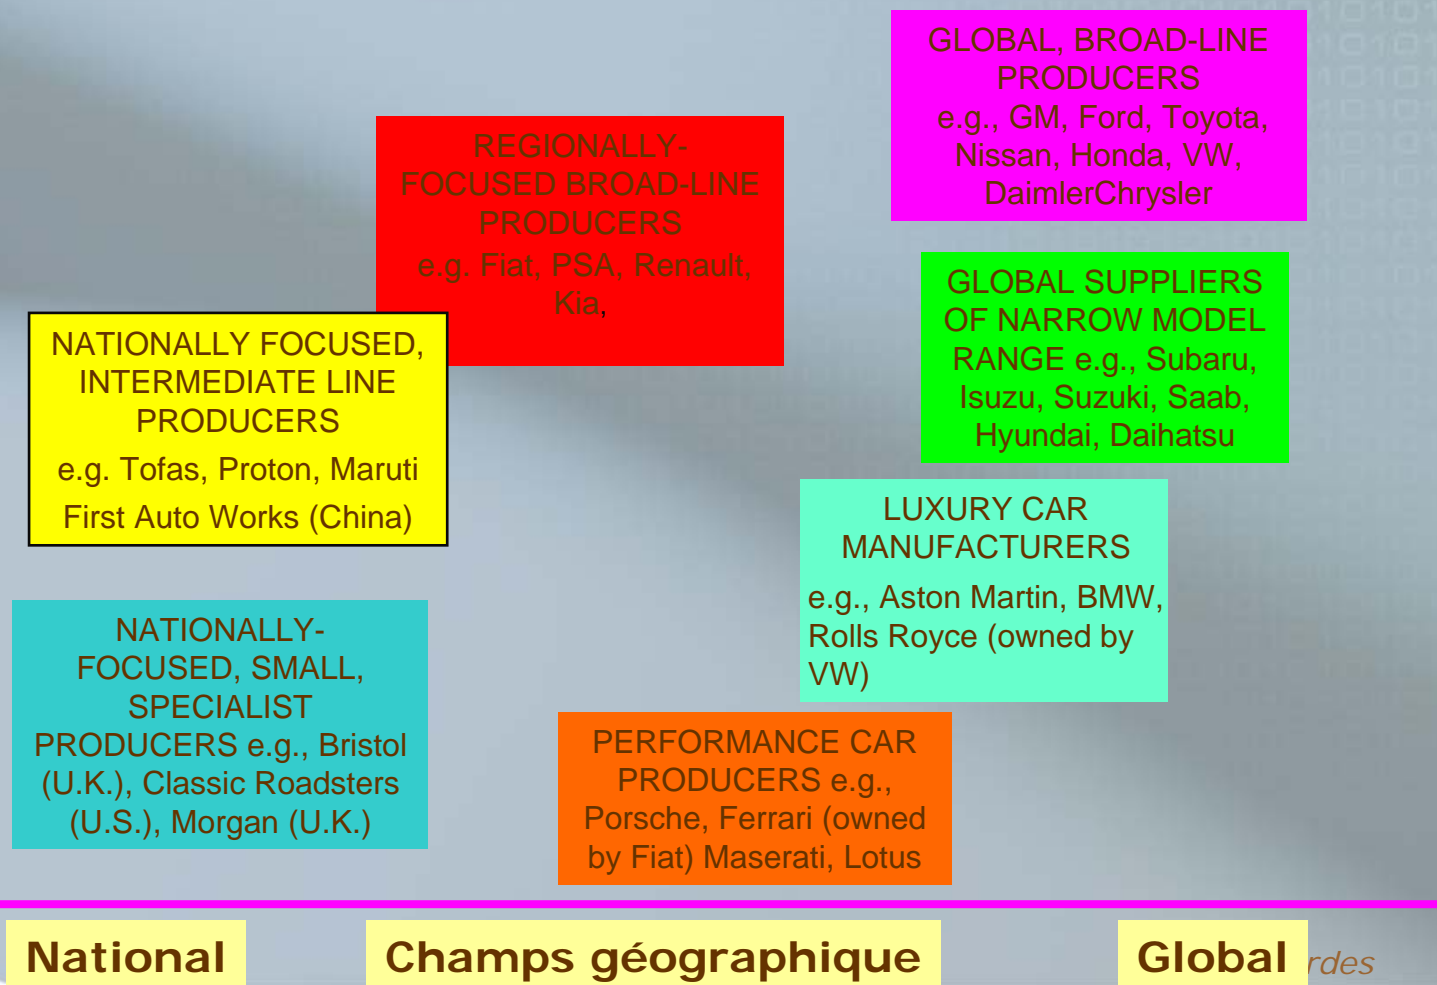 GLOBAL, BROAD-LINE
PRODUCERS
e.g., GM, Ford, Toyota,
Nissan, Honda, VW,
DaimlerChrysler
REGIONALLY-
FOCUSED BROAD-LINE
PRODUCERS
e.g. Fiat, PSA, Renault,
Kia,
GLOBAL SUPPLIERS
OF NARROW MODEL
RANGE e.g., Subaru,
Isuzu, Suzuki, Saab,
Hyundai, Daihatsu
NATIONALLY FOCUSED,
INTERMEDIATE LINE
PRODUCERS
e.g. Tofas, Proton, Maruti
First Auto Works (China)
LUXURY CAR
MANUFACTURERS
e.g., Aston Martin, BMW,
Rolls Royce (owned by
VW)
NATIONALLY-
FOCUSED, SMALL,
SPECIALIST
PRODUCERS e.g., Bristol
(U.K.), Classic Roadsters
(U.S.), Morgan (U.K.)
PERFORMANCE CAR
PRODUCERS e.g.,
Porsche, Ferrari (owned
by Fiat) Maserati, Lotus
National
Champs géographique
Global
rdes